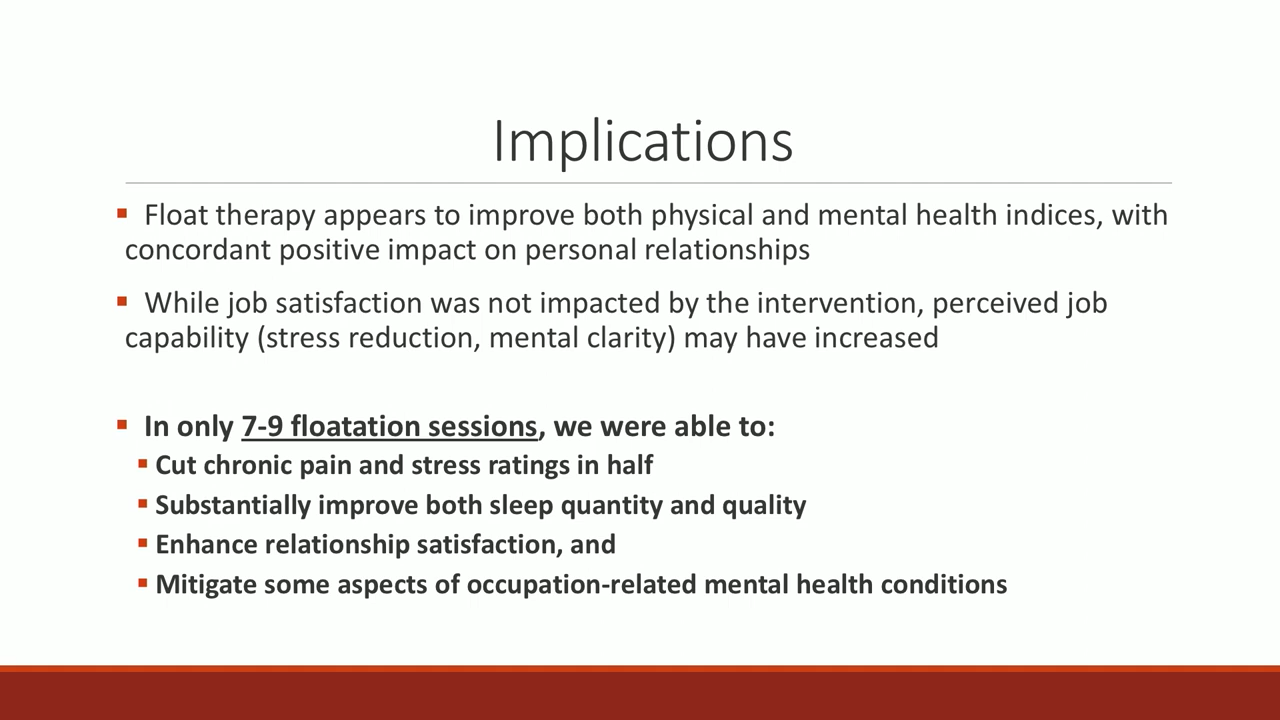 Implications
Float therapy appears to improve both physical and mental health indices, with
concordant positive impact on personal relationships
While job satisfaction was not impacted by the intervention, perceived job
capability (stress reduction, mental clarity) may have increased
In only 7-9 floatation sessions, we were able to:
Cut chronic pain and stress ratings in half
Substantially improve both sleep quantity and quality
Enhance relationship satisfaction, and
Mitigate some aspects of occupation-related mental health conditions